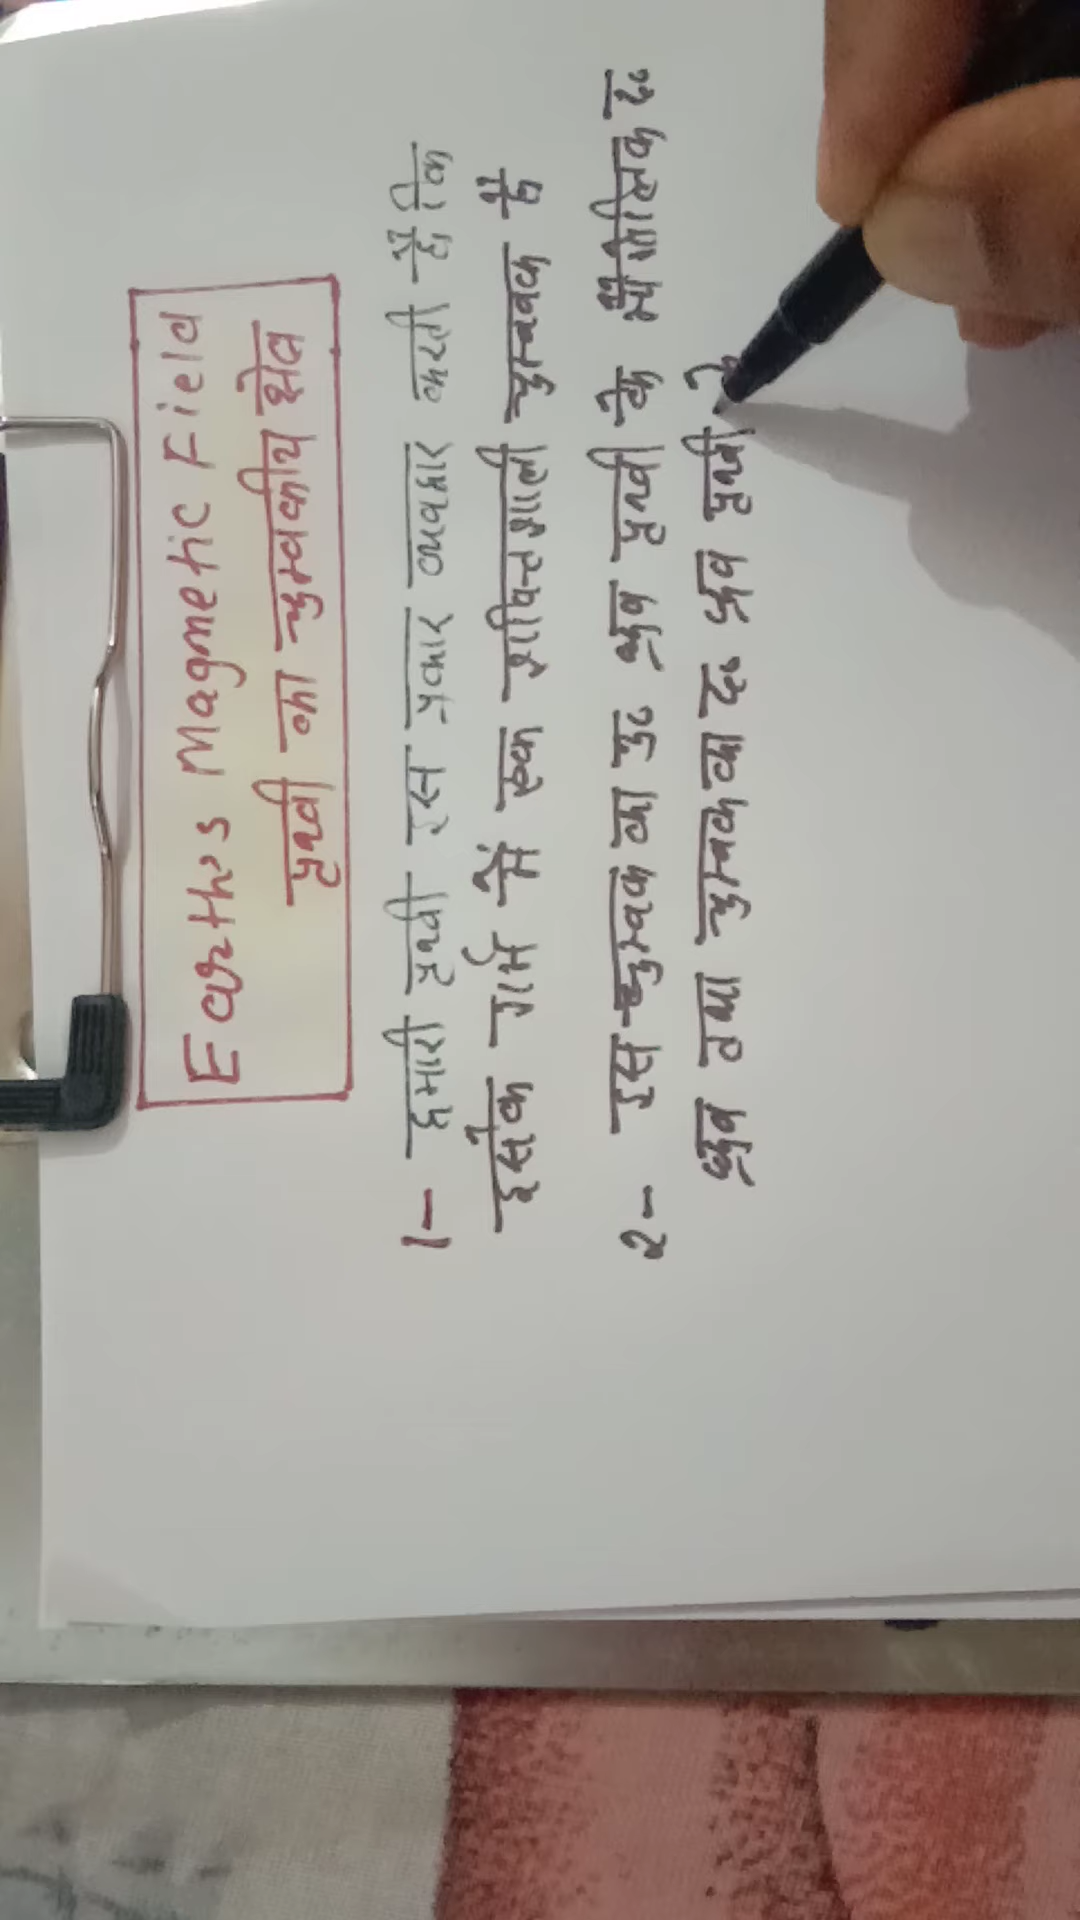 Earths Magnetic Field
पृथ्वी का चुम्बकीय क्षेत्र
1- हमारी पृथ्वी इस प्रकार व्यवहार करती है कि
इसके गर्भ में एक शक्तिशाली चुम्बक है
2- इस चुम्बक का उ० ध्रुव पृथ्वी के भौगोलिक द०
ध्रुव तथा चुम्बक का द० ध्रुव पृथ्वी के